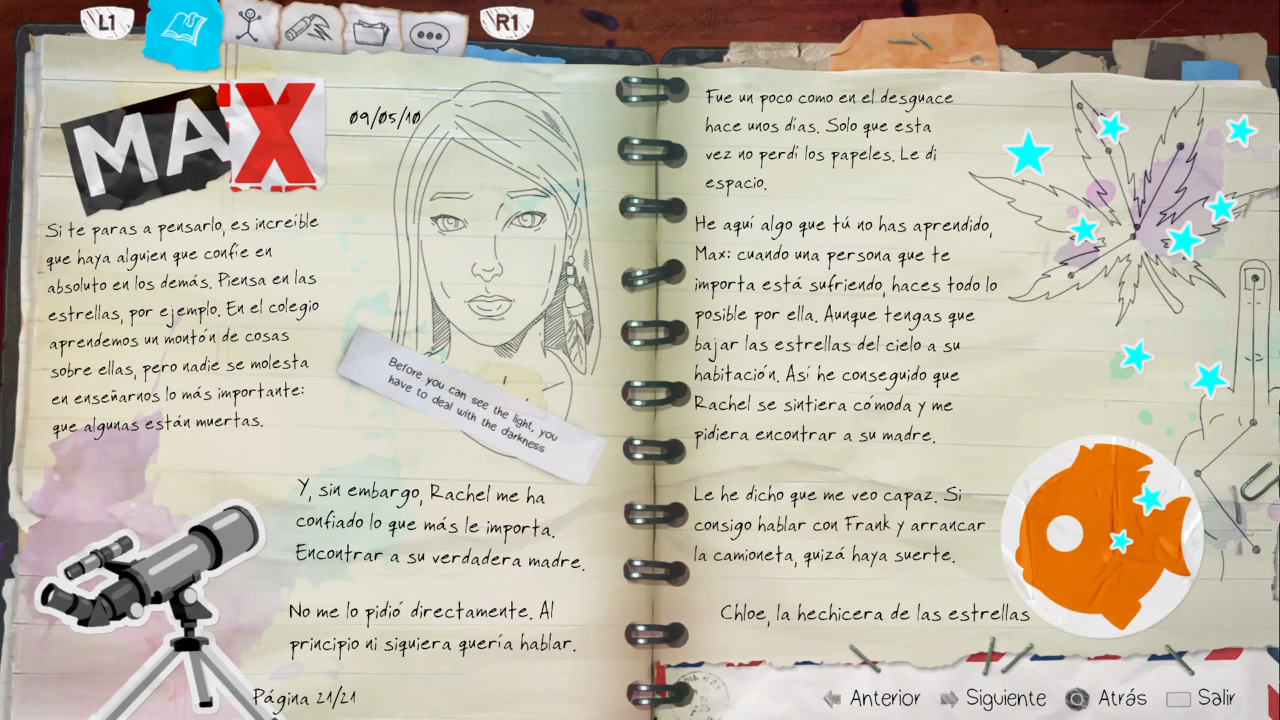 L1
R1
MAX
09/05/10
Si te paras a pensarlo, es increíble
que haya alguien que confíe en
absoluto en los demás. Piensa en las
estrellas, por ejemplo. En el colegio
aprendemos un montón de cosas
sobre ellas, pero nadie se molesta
en enseñarnos lo más importante:
que algunas están muertas.
Before you can see the light, you
have to deal with the darkness
Y, sin embargo, Rachel me ha
confiado lo que más le importa.
Encontrar a su verdadera madre.
No me lo pidió directamente. Al
principio ni siquiera quería hablar.
Página 21/21
Fue un poco como en el desguace
hace unos días. Solo que esta
vez no perdí los papeles. Le di
espacio.
He aquí algo que tú no has aprendido,
Max: cuando una persona que te
importa está sufriendo, haces todo lo
posible por ella. Aunque tengas que
bajar las estrellas del cielo a su
habitación. Así he conseguido que
Rachel se sintiera cómoda y me
pidiera encontrar a su madre.
Le he dicho que me veo capaz. Si
consigo hablar con Frank y arrancar
la camioneta, quizá haya suerte.
Chloe, la hechicera de las estrellas
Anterior
Siguiente
Atrás
Salir